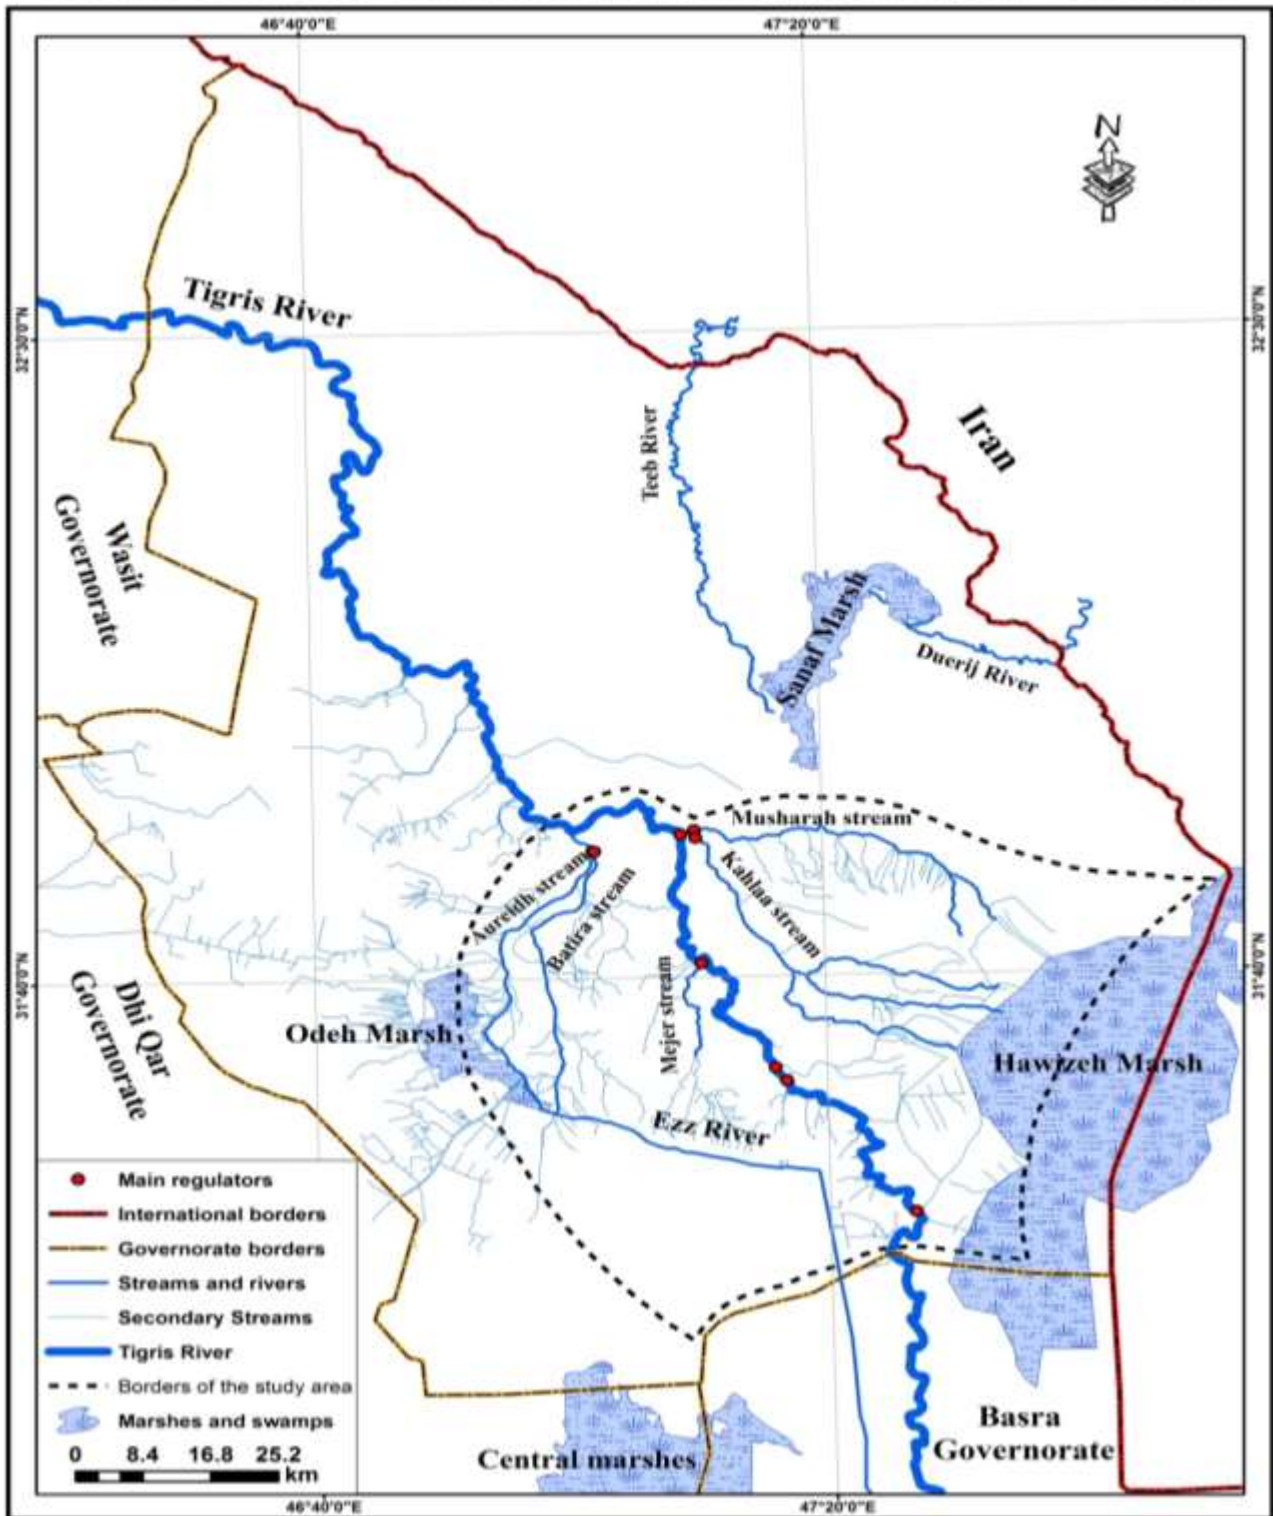 46°40'0"E
47°20'0"E
N
Tigris River
32°30'0"N
32°30'0"N
Iran
Teeb River
Wasit
Governorate
Sanaf Marsh
Duerij River
Musharah stream
Kahlaa stream
Aureidh stream
Batira stream
31°40'0"N
31°40'0"N
Mejer stream
Dhi Qar
Governorate
Odeh Marsh
Hawizeh Marsh
Ezz River
Main regulators
International borders
Governorate borders
Streams and rivers
Secondary Streams
Tigris River
Borders of the study area
Marshes and swamps
0 8.4 16.8 25.2
km
Central marshes
Basra
Governorate
46°40'0"E
47°20'0"E